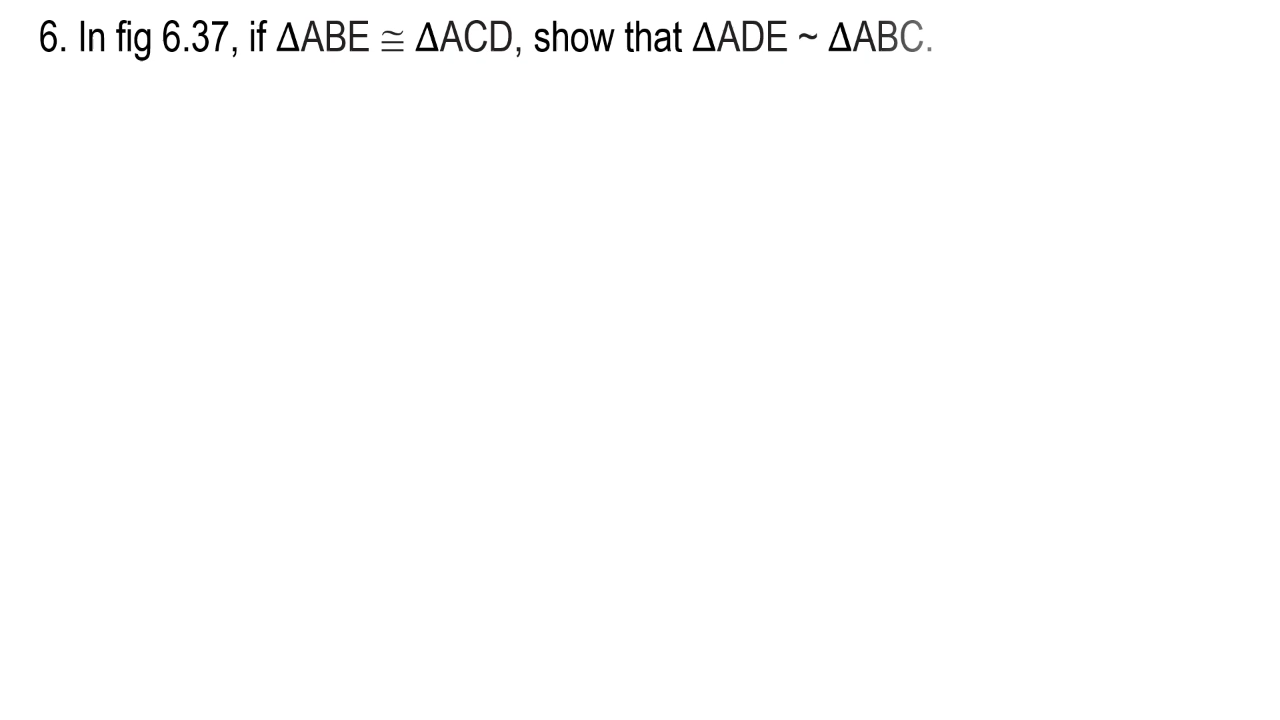 6. In fig 6.37, if ΔABE ≅ ΔACD, show that ΔADE ~ ΔABC.